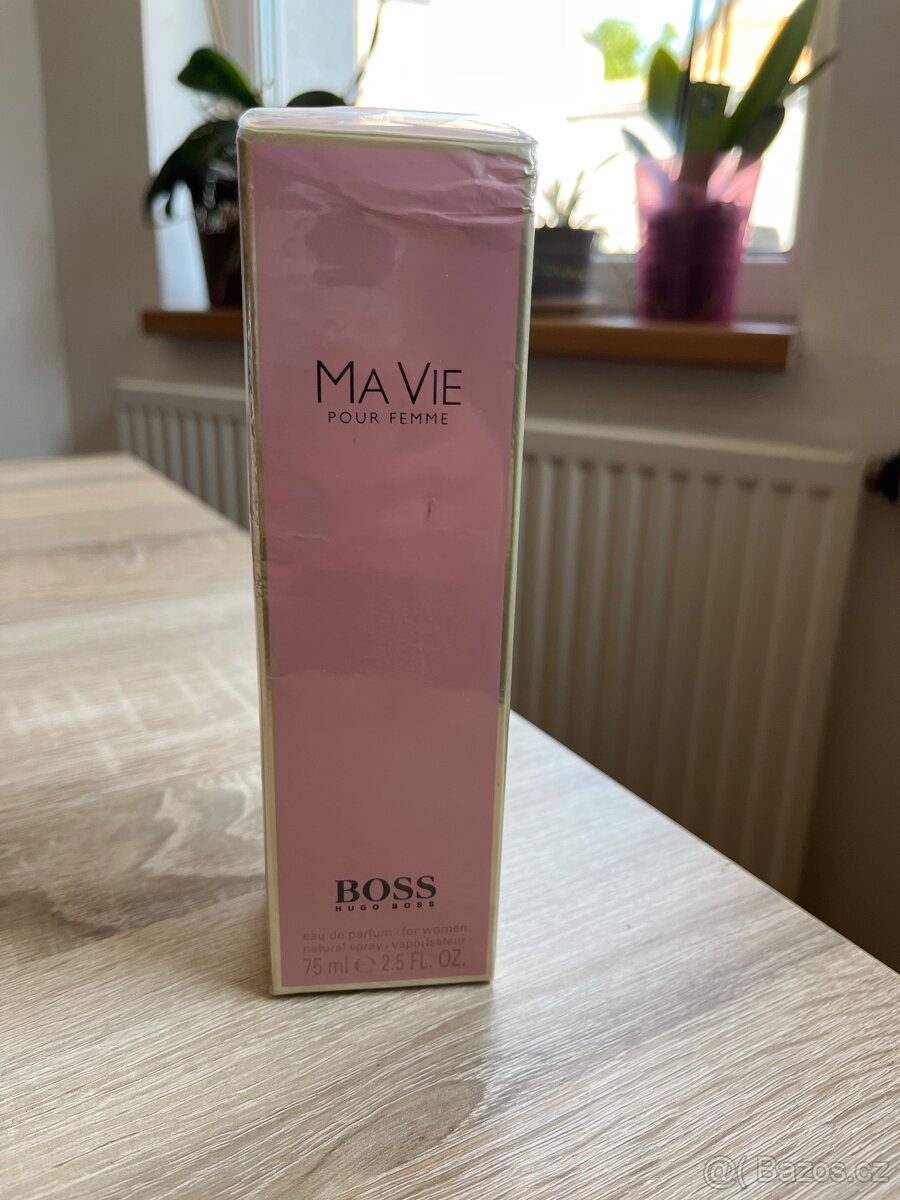 MA VIE
POUR FEMME
BOSS
HUGO BOSS
eau de parfum · for women
natural spray · vaporisateur
75 ml ℮ 2.5 FL. OZ.
@( Bazos.cz